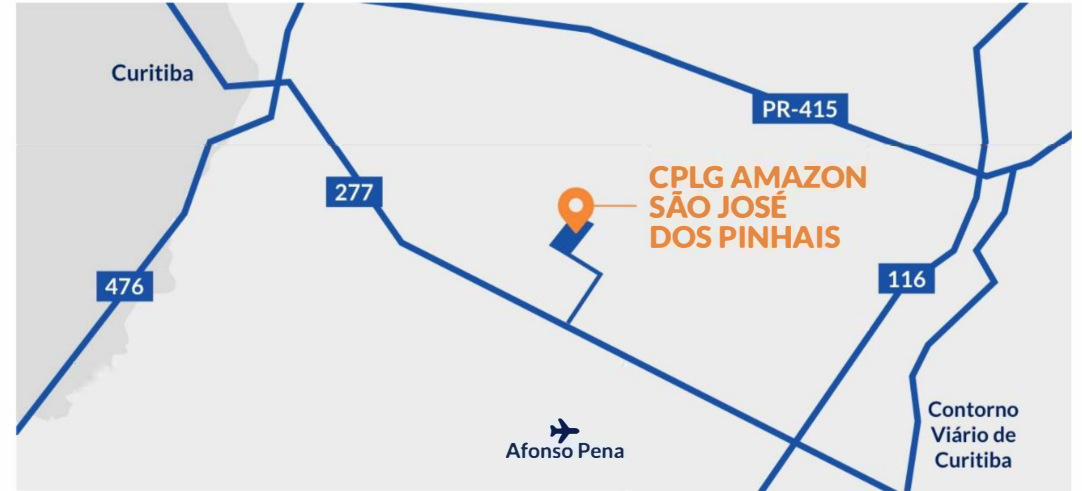 Curitiba
PR-415
277
CPLG AMAZON
SÃO JOSÉ
DOS PINHAIS
476
116
Afonso Pena
Contorno
Viário de
Curitiba